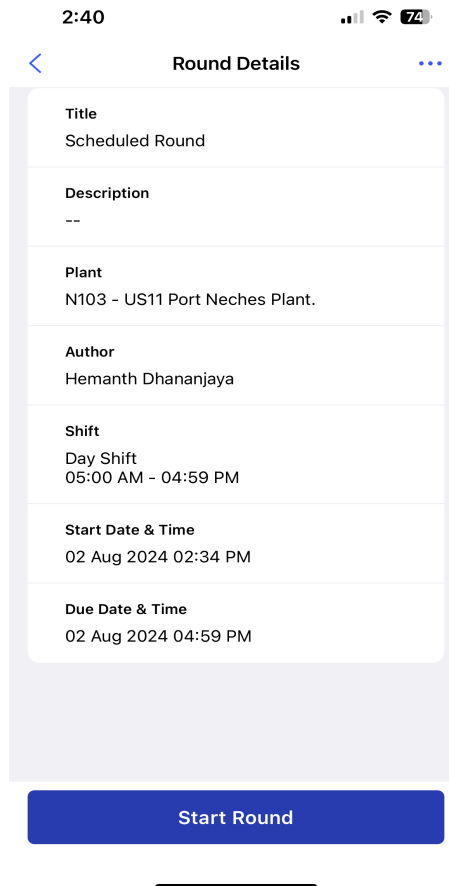 2:40
74
Round Details
Title
Scheduled Round
Description
--
Plant
N103 - US11 Port Neches Plant.
Author
Hemanth Dhananjaya
Shift
Day Shift
05:00 AM - 04:59 PM
Start Date & Time
02 Aug 2024 02:34 PM
Due Date & Time
02 Aug 2024 04:59 PM
Start Round